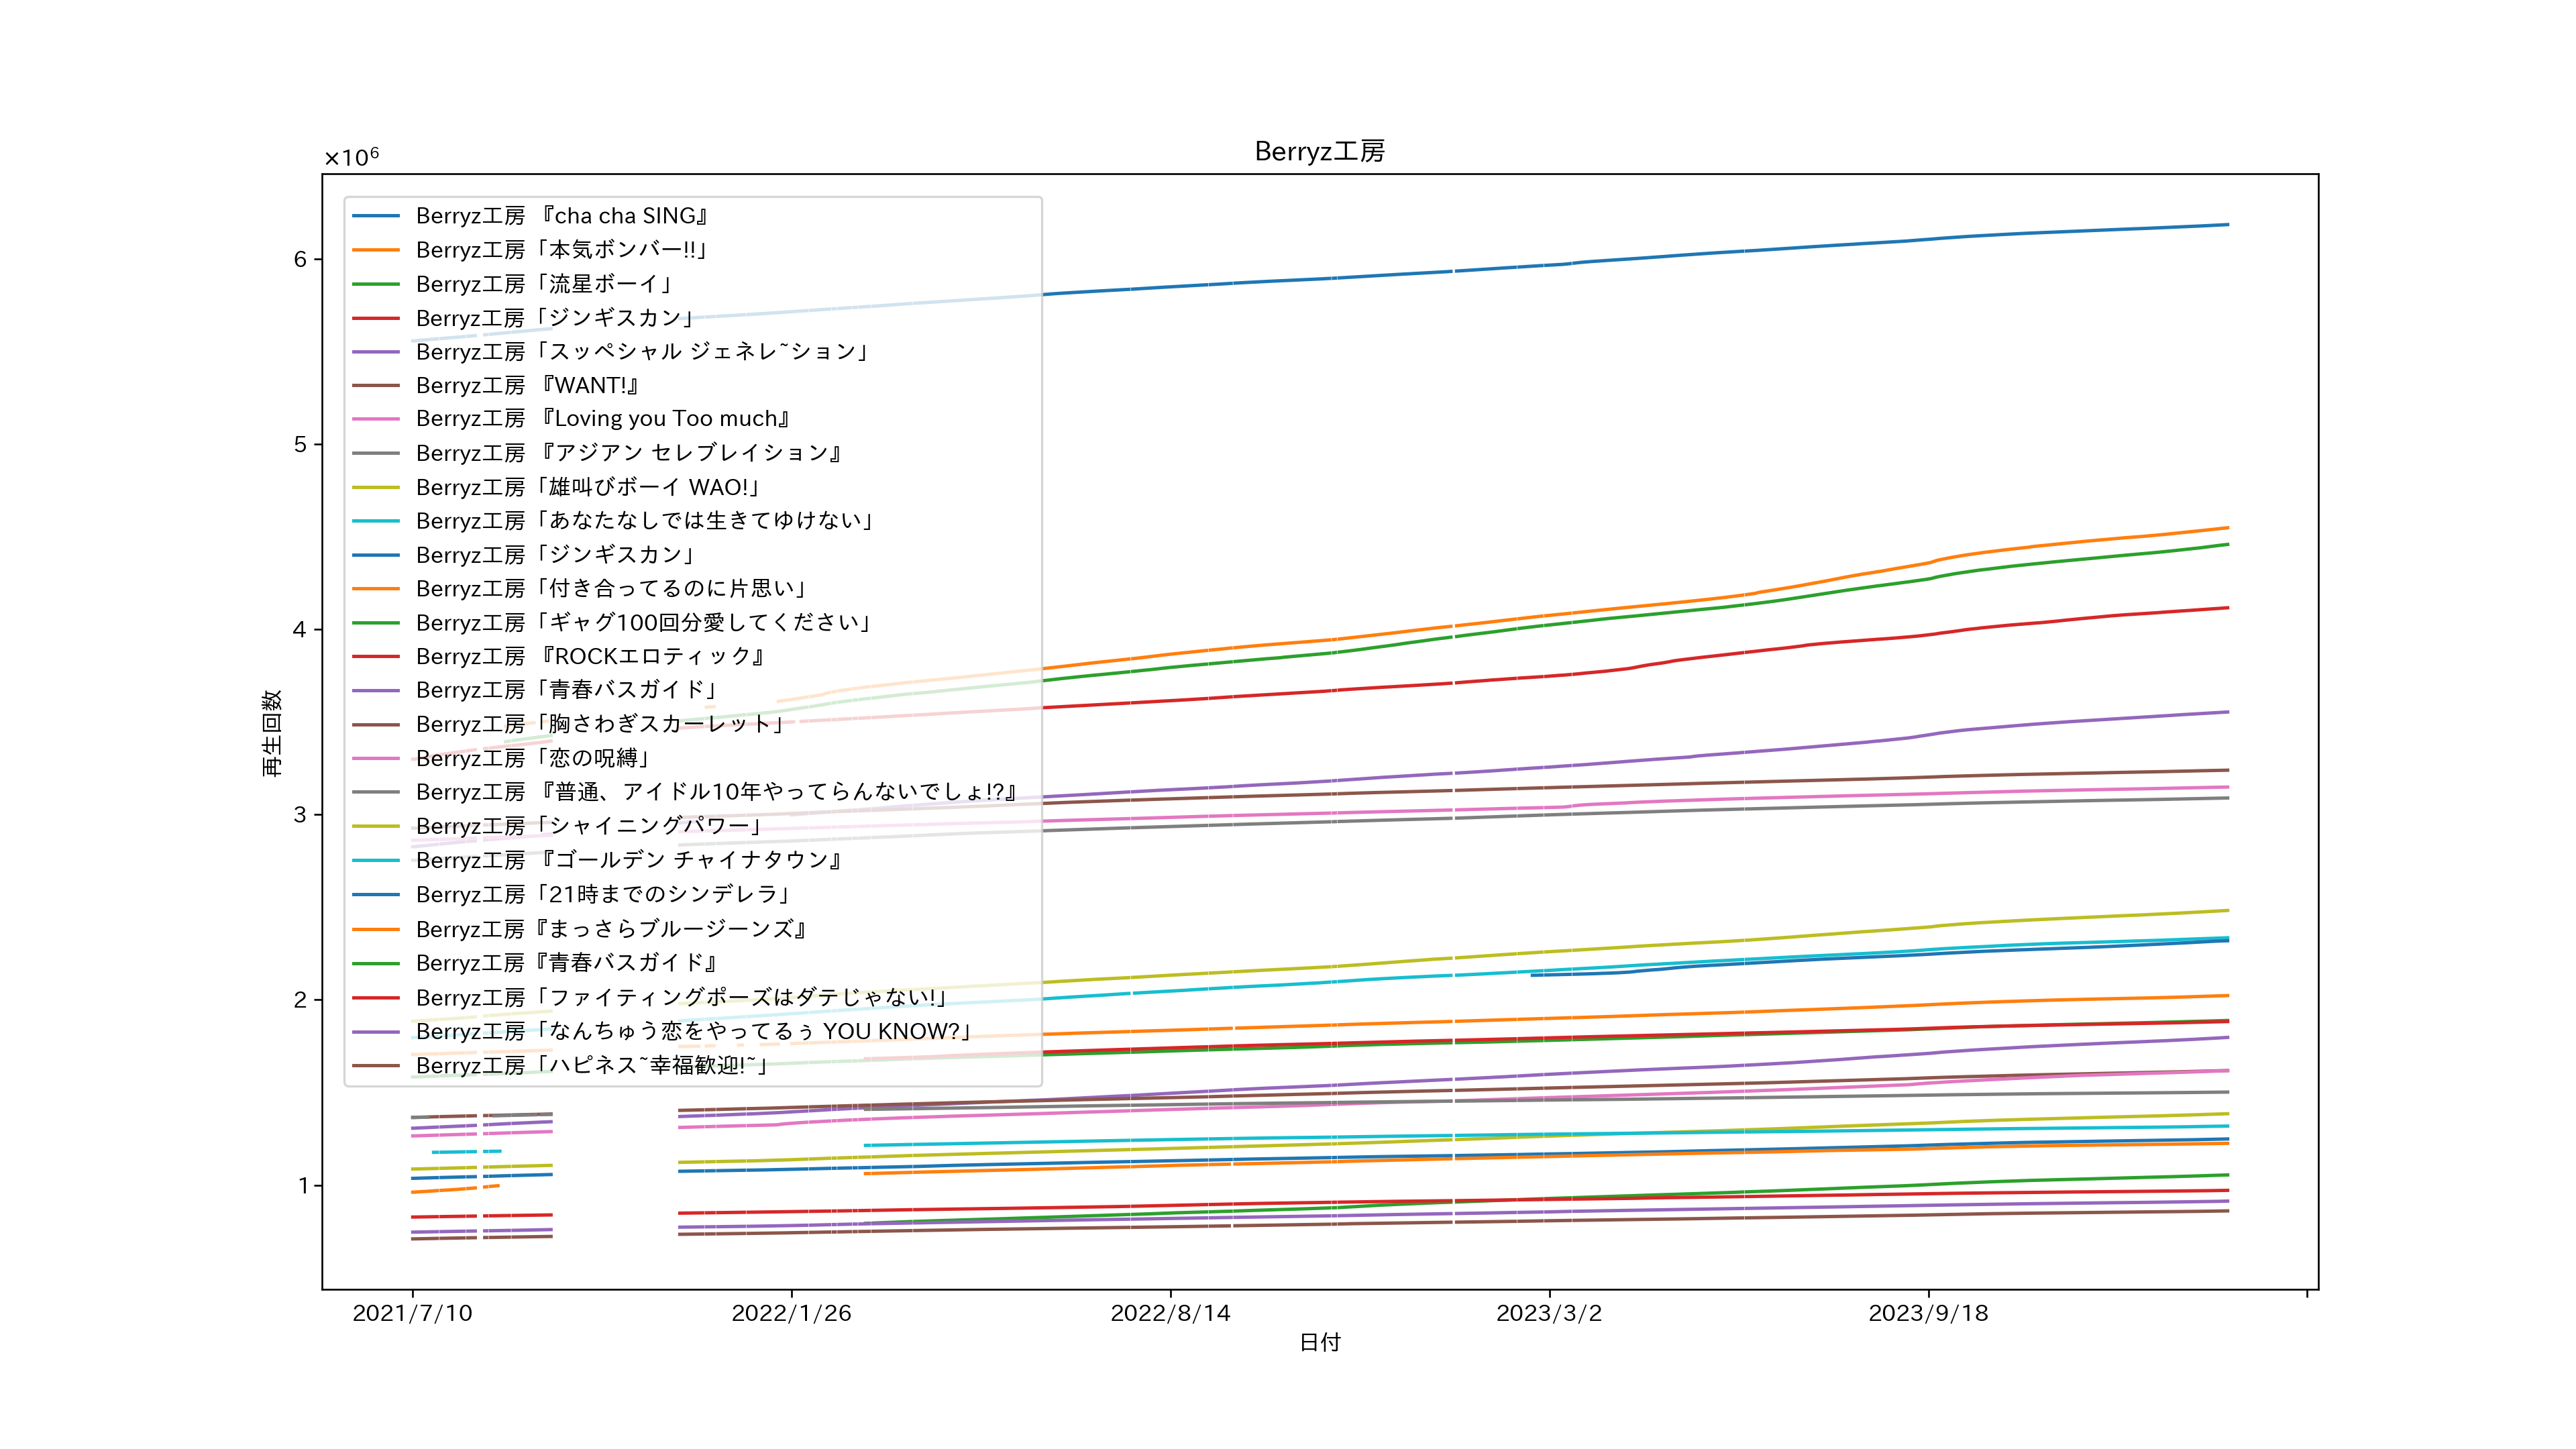 Berryz工房
×10⁶
6
5
4
3
2
1
再生回数
Berryz工房 『cha cha SING』
Berryz工房「本気ボンバー!!」
Berryz工房「流星ボーイ」
Berryz工房「ジンギスカン」
Berryz工房「スッペシャル ジェネレ~ション」
Berryz工房 『WANT!』
Berryz工房 『Loving you Too much』
Berryz工房 『アジアン セレブレイション』
Berryz工房「雄叫びボーイ WAO!」
Berryz工房「あなたなしでは生きてゆけない」
Berryz工房「ジンギスカン」
Berryz工房「付き合ってるのに片思い」
Berryz工房「ギャグ100回分愛してください」
Berryz工房 『ROCKエロティック』
Berryz工房「青春バスガイド」
Berryz工房「胸さわぎスカーレット」
Berryz工房「恋の呪縛」
Berryz工房 『普通、アイドル10年やってらんないでしょ!?』
Berryz工房「シャイニングパワー」
Berryz工房 『ゴールデン チャイナタウン』
Berryz工房「21時までのシンデレラ」
Berryz工房『まっさらブルージーンズ』
Berryz工房『青春バスガイド』
Berryz工房「ファイティングポーズはダテじゃない!」
Berryz工房「なんちゅう恋をやってるぅ YOU KNOW?」
Berryz工房「ハピネス~幸福歓迎!~」
2021/7/10
2022/1/26
2022/8/14
2023/3/2
2023/9/18
日付